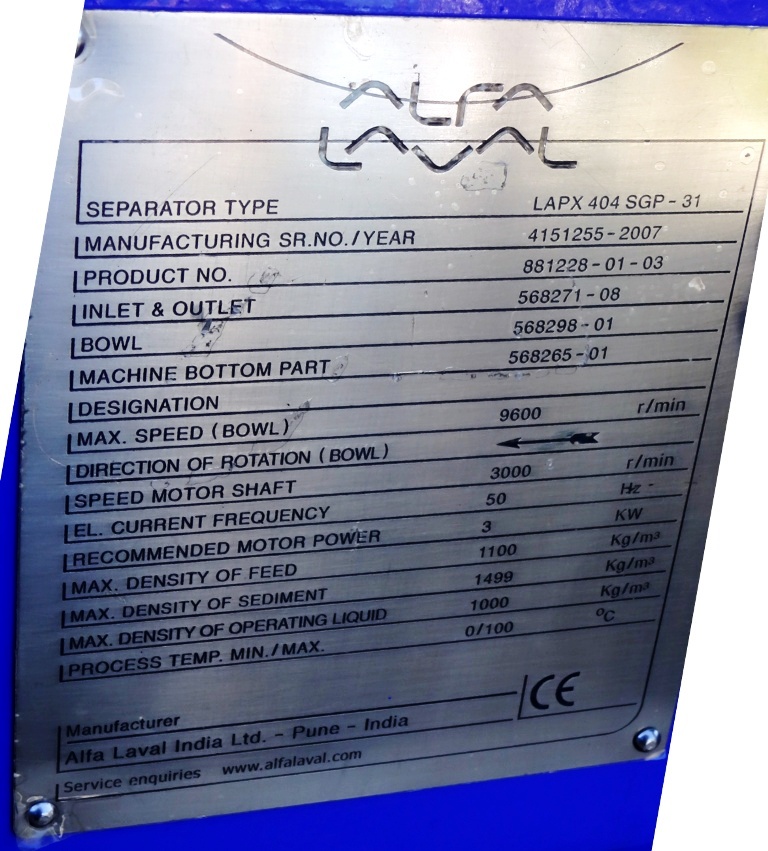 ALFA
LAVAL
SEPARATOR TYPE LAPX 404 SGP - 31
MANUFACTURING SR.NO./YEAR 4151255-2007
PRODUCT NO. 881228-01-03
INLET & OUTLET 568271-08
BOWL 568298-01
MACHINE BOTTOM PART 568265-01
DESIGNATION
MAX. SPEED (BOWL) 9600 r/min
DIRECTION OF ROTATION (BOWL)
SPEED MOTOR SHAFT 3000 r/min
EL. CURRENT FREQUENCY 50 Hz
RECOMMENDED MOTOR POWER 3 KW
MAX. DENSITY OF FEED 1100 Kg/m³
MAX. DENSITY OF SEDIMENT 1499 Kg/m³
MAX. DENSITY OF OPERATING LIQUID 1000 Kg/m³
PROCESS TEMP. MIN./MAX. 0/100 °C
CE
Manufacturer
Alfa Laval India Ltd. - Pune - India
Service enquiries www.alfalaval.com